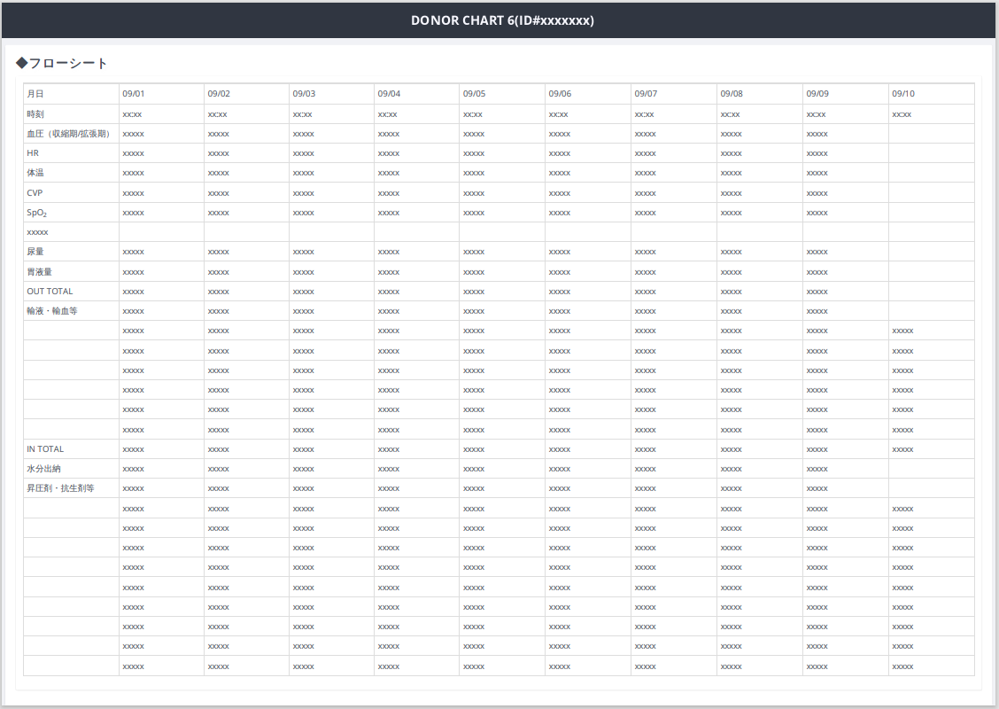 DONOR CHART 6(ID#xxxxxxx)
◆フローシート
月日 09/01 09/02 09/03 09/04 09/05 09/06 09/07 09/08 09/09 09/10
時刻 xx:xx xx:xx xx:xx xx:xx xx:xx xx:xx xx:xx xx:xx xx:xx xx:xx
血圧（収縮期/拡張期） xxxxx xxxxx xxxxx xxxxx xxxxx xxxxx xxxxx xxxxx xxxxx
HR xxxxx xxxxx xxxxx xxxxx xxxxx xxxxx xxxxx xxxxx xxxxx
体温 xxxxx xxxxx xxxxx xxxxx xxxxx xxxxx xxxxx xxxxx xxxxx
CVP xxxxx xxxxx xxxxx xxxxx xxxxx xxxxx xxxxx xxxxx xxxxx
SpO₂ xxxxx xxxxx xxxxx xxxxx xxxxx xxxxx xxxxx xxxxx xxxxx
xxxxx
尿量 xxxxx xxxxx xxxxx xxxxx xxxxx xxxxx xxxxx xxxxx xxxxx
胃液量 xxxxx xxxxx xxxxx xxxxx xxxxx xxxxx xxxxx xxxxx xxxxx
OUT TOTAL xxxxx xxxxx xxxxx xxxxx xxxxx xxxxx xxxxx xxxxx xxxxx
輸液・輸血等 xxxxx xxxxx xxxxx xxxxx xxxxx xxxxx xxxxx xxxxx xxxxx
xxxxx xxxxx xxxxx xxxxx xxxxx xxxxx xxxxx xxxxx xxxxx xxxxx
xxxxx xxxxx xxxxx xxxxx xxxxx xxxxx xxxxx xxxxx xxxxx xxxxx
xxxxx xxxxx xxxxx xxxxx xxxxx xxxxx xxxxx xxxxx xxxxx xxxxx
xxxxx xxxxx xxxxx xxxxx xxxxx xxxxx xxxxx xxxxx xxxxx xxxxx
xxxxx xxxxx xxxxx xxxxx xxxxx xxxxx xxxxx xxxxx xxxxx xxxxx
xxxxx xxxxx xxxxx xxxxx xxxxx xxxxx xxxxx xxxxx xxxxx xxxxx
IN TOTAL xxxxx xxxxx xxxxx xxxxx xxxxx xxxxx xxxxx xxxxx xxxxx xxxxx
水分出納 xxxxx xxxxx xxxxx xxxxx xxxxx xxxxx xxxxx xxxxx xxxxx
昇圧剤・抗生剤等 xxxxx xxxxx xxxxx xxxxx xxxxx xxxxx xxxxx xxxxx xxxxx
xxxxx xxxxx xxxxx xxxxx xxxxx xxxxx xxxxx xxxxx xxxxx xxxxx
xxxxx xxxxx xxxxx xxxxx xxxxx xxxxx xxxxx xxxxx xxxxx xxxxx
xxxxx xxxxx xxxxx xxxxx xxxxx xxxxx xxxxx xxxxx xxxxx xxxxx
xxxxx xxxxx xxxxx xxxxx xxxxx xxxxx xxxxx xxxxx xxxxx xxxxx
xxxxx xxxxx xxxxx xxxxx xxxxx xxxxx xxxxx xxxxx xxxxx xxxxx
xxxxx xxxxx xxxxx xxxxx xxxxx xxxxx xxxxx xxxxx xxxxx xxxxx
xxxxx xxxxx xxxxx xxxxx xxxxx xxxxx xxxxx xxxxx xxxxx xxxxx
xxxxx xxxxx xxxxx xxxxx xxxxx xxxxx xxxxx xxxxx xxxxx xxxxx
xxxxx xxxxx xxxxx xxxxx xxxxx xxxxx xxxxx xxxxx xxxxx xxxxx